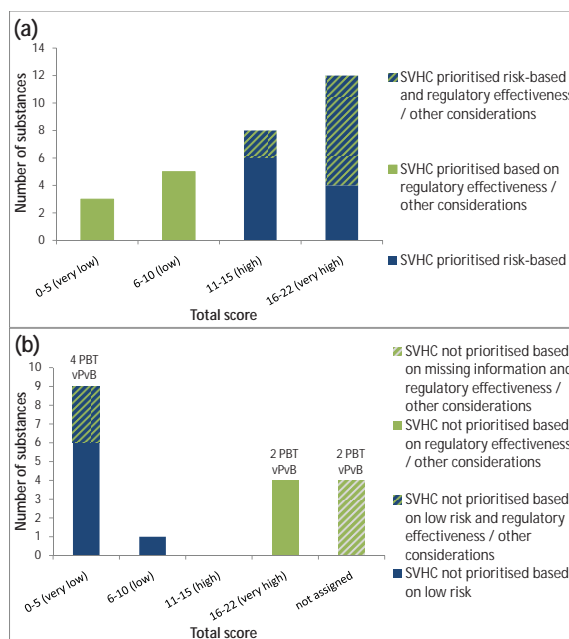 (a)
Number of substances
14
12
10
8
6
4
2
0
0-5 (very low)
6-10 (low)
11-15 (high)
16-22 (very high)
Total score
SVHC prioritised risk-based
and regulatory effectiveness
/ other considerations
SVHC prioritised based on
regulatory effectiveness /
other considerations
SVHC prioritised risk-based
(b)
Number of substances
10
9
8
7
6
5
4
3
2
1
0
4 PBT
vPvB
2 PBT
vPvB
2 PBT
vPvB
0-5 (very low)
6-10 (low)
11-15 (high)
16-22 (very high)
not assigned
Total score
SVHC not prioritised based
on missing information and
regulatory effectiveness /
other considerations
SVHC not prioritised based
on regulatory effectiveness
/ other considerations
SVHC not prioritised based
on low risk and regulatory
effectiveness / other
considerations
SVHC not prioritised based
on low risk